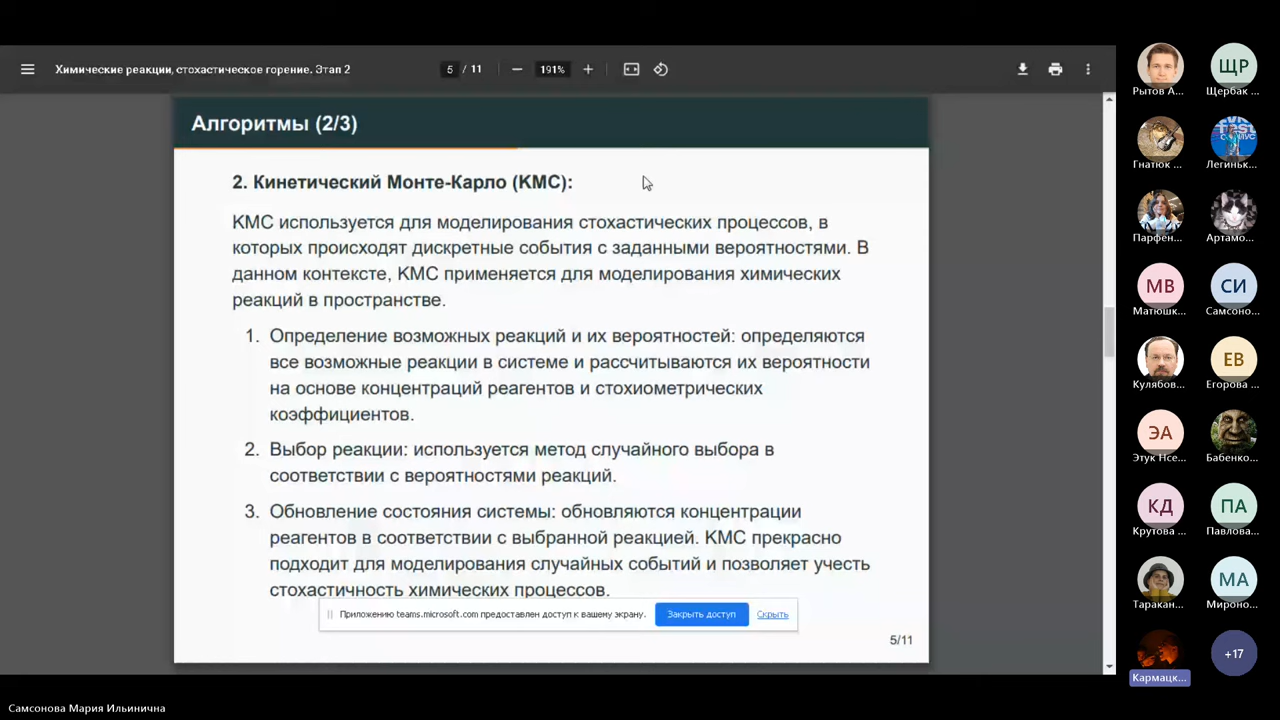 Химические реакции, стохастическое горение. Этап 2
5 / 11
191%
Алгоритмы (2/3)
2. Кинетический Монте-Карло (КМС):
КМС используется для моделирования стохастических процессов, в
которых происходят дискретные события с заданными вероятностями. В
данном контексте, КМС применяется для моделирования химических
реакций в пространстве.
1. Определение возможных реакций и их вероятностей: определяются
все возможные реакции в системе и рассчитываются их вероятности
на основе концентраций реагентов и стохиометрических
коэффициентов.
2. Выбор реакции: используется метод случайного выбора в
соответствии с вероятностями реакций.
3. Обновление состояния системы: обновляются концентрации
реагентов в соответствии с выбранной реакцией. КМС прекрасно
подходит для моделирования случайных событий и позволяет учесть
стохастичность химических процессов.
Приложению teams.microsoft.com предоставлен доступ к вашему экрану.
Закрыть доступ
Скрыть
5/11
ЩР
Рытов А...
Щербак ...
Гнатюк ...
Легиньк...
Парфен...
Артамо...
МВ
СИ
Матюшк...
Самсоно...
ЕВ
Кулябов...
Егорова ...
ЭА
Этук Нсе...
Бабенко...
КД
ПА
Крутова ...
Павлова...
МА
Таракан...
Мироно...
+17
Кармацк...
Самсонова Мария Ильинична